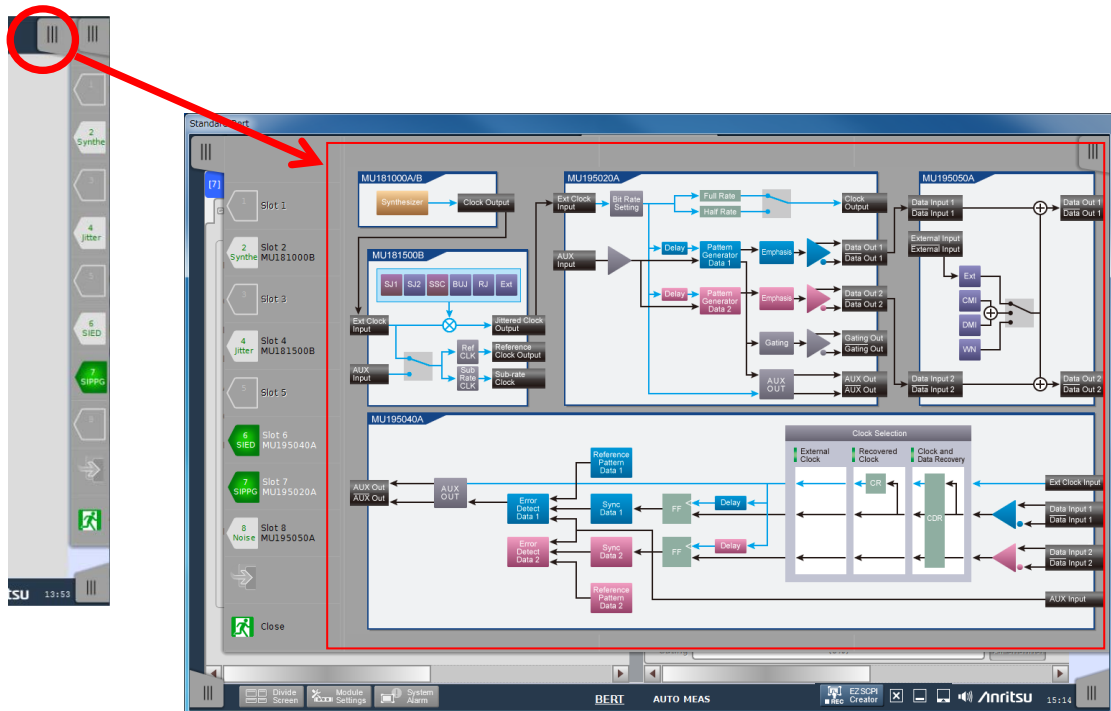 1
2
Synthe
3
4
Jitter
5
6
SIED
7
SIPPG
8
13:53
Standard Bert
[7]
1
Slot 1
2
Synthe
Slot 2
MU181000B
3
Slot 3
4
Jitter
Slot 4
MU181500B
5
Slot 5
6
SIED
Slot 6
MU195040A
7
SIPPG
Slot 7
MU195020A
8
Noise
Slot 8
MU195050A
Close
MU181000A/B
Synthesizer
Clock Output
MU181500B
SJ1
SJ2
SSC
BUJ
RJ
Ext
Ext Clock
Input
Jittered Clock
Output
Ref
CLK
Reference
Clock Output
AUX
Input
Sub
Rate
CLK
Sub-rate
Clock
MU195020A
Ext Clock
Input
Bit Rate
Setting
Full Rate
Half Rate
Clock
Output
AUX
Input
Delay
Pattern
Generator
Data 1
Emphasis
Data Out 1
Data Out 1
Delay
Pattern
Generator
Data 2
Emphasis
Data Out 2
Data Out 2
Gating
Gating Out
Gating Out
AUX
OUT
AUX Out
AUX Out
MU195050A
Data Input 1
Data Input 1
Data Out 1
Data Out 1
External Input
External Input
Ext
CMI
DMI
WN
Data Input 2
Data Input 2
Data Out 2
Data Out 2
MU195040A
AUX Out
AUX Out
AUX
OUT
Reference
Pattern
Data 1
Error
Detect
Data 1
Sync
Data 1
FF
Delay
Error
Detect
Data 2
Sync
Data 2
FF
Delay
Reference
Pattern
Data 2
Clock Selection
External
Clock
Recovered
Clock
Clock and
Data Recovery
CR
CDR
Ext Clock Input
Data Input 1
Data Input 1
Data Input 2
Data Input 2
AUX Input
Divide
Screen
Module
Settings
System
Alarm
BERT
AUTO MEAS
REC
EZSCPI
Creator
Anritsu
15:14